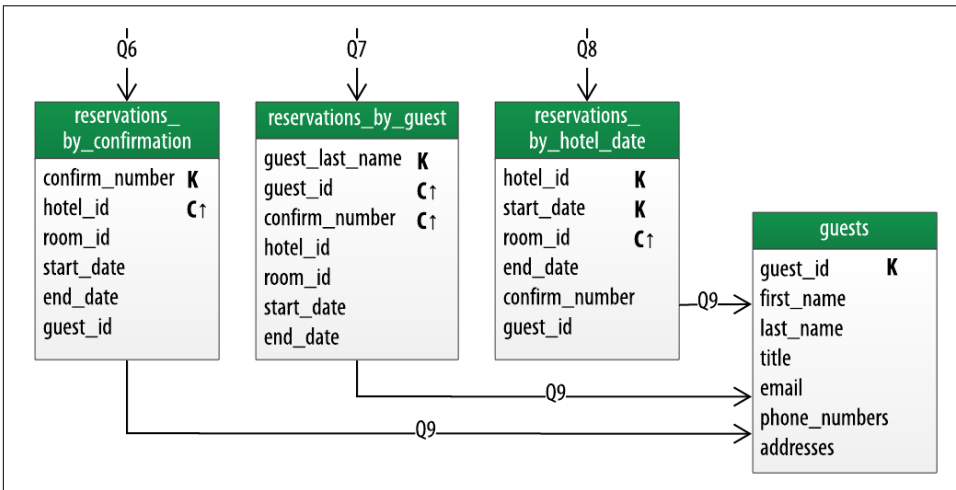 Q6
Q7
Q8
reservations_
by_confirmation
confirm_number K
hotel_id C↑
room_id
start_date
end_date
guest_id
reservations_by_guest
guest_last_name K
guest_id C↑
confirm_number C↑
hotel_id
room_id
start_date
end_date
reservations_
by_hotel_date
hotel_id K
start_date K
room_id C↑
end_date
confirm_number
guest_id
guests
guest_id K
first_name
last_name
title
email
phone_numbers
addresses
Q9
Q9
Q9